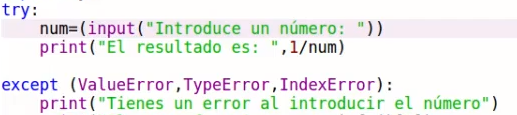 try:
    num=(input("Introduce un número: "))
    print("El resultado es: ",1/num)
except (ValueError,TypeError,IndexError):
    print("Tienes un error al introducir el número")